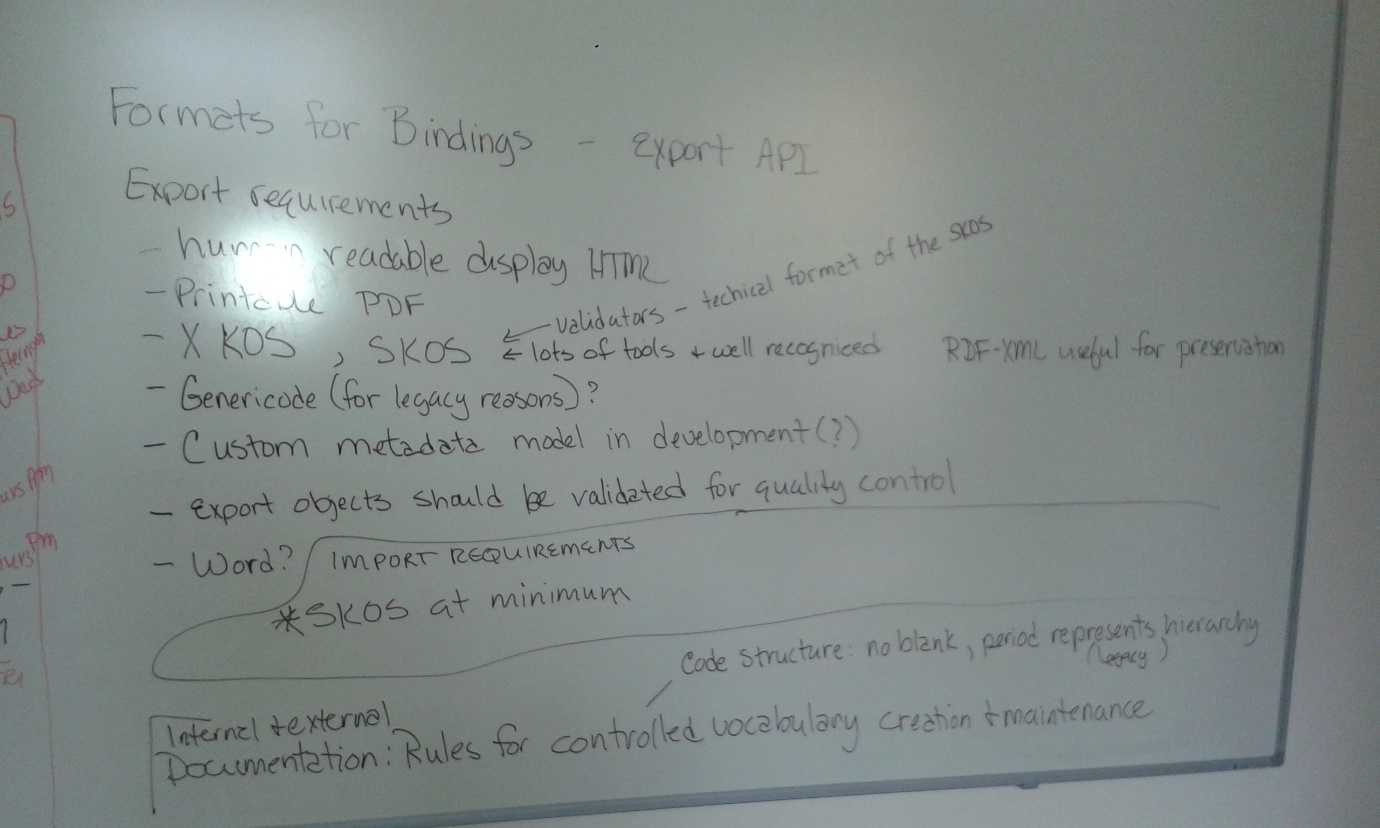 Formats for Bindings - Export API
Export requirements
- human readable display HTML
- Printable PDF
- X KOS, SKOS
← validators - techical format of the SKOS
← lots of tools + well recognized
RDF-XML useful for preservation
- Genericode (for legacy reasons)?
- Custom metadata model in development (?)
- Export objects should be validated for quality control
- Word?
IMPORT REQUIREMENTS
*SKOS at minimum
Code Structure: no blank, period represents hierarchy
(legacy)
Internal + external
Documentation: Rules for controlled vocabulary creation + maintenance